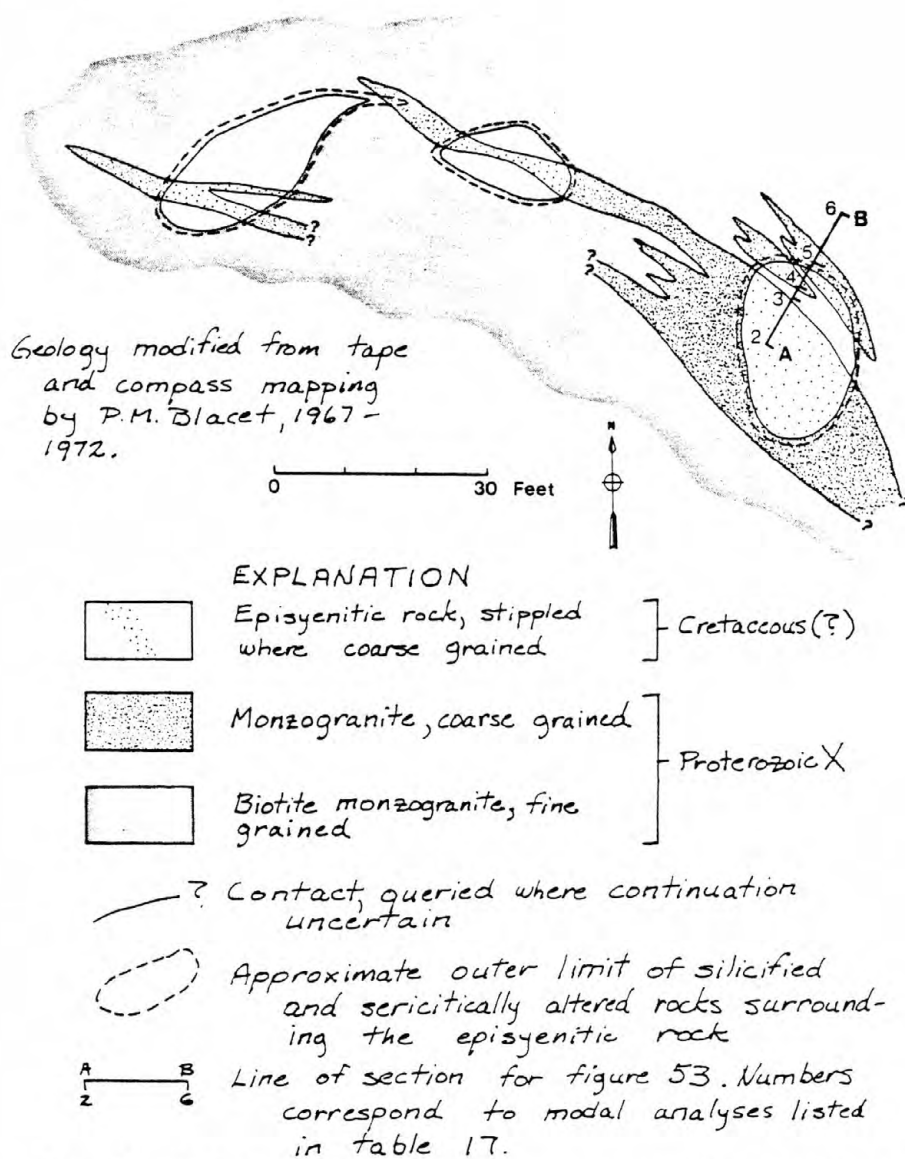 ?
?
?
?
6
B
5
4
3
2
A
?
?
Geology modified from tape
and compass mapping
by P.M. Blacet, 1967-
1972.
N
0 30 Feet
EXPLANATION
Episyenitic rock, stippled
where coarse grained
Cretaceous (?)
Monzogranite, coarse grained
Proterozoic X
Biotite monzogranite, fine
grained
? Contact, queried where continuation
uncertain
Approximate outer limit of silicified
and sericitically altered rocks surround-
ing the episyenitic rock
A B
2 6
Line of section for figure 53. Numbers
correspond to modal analyses listed
in table 17.